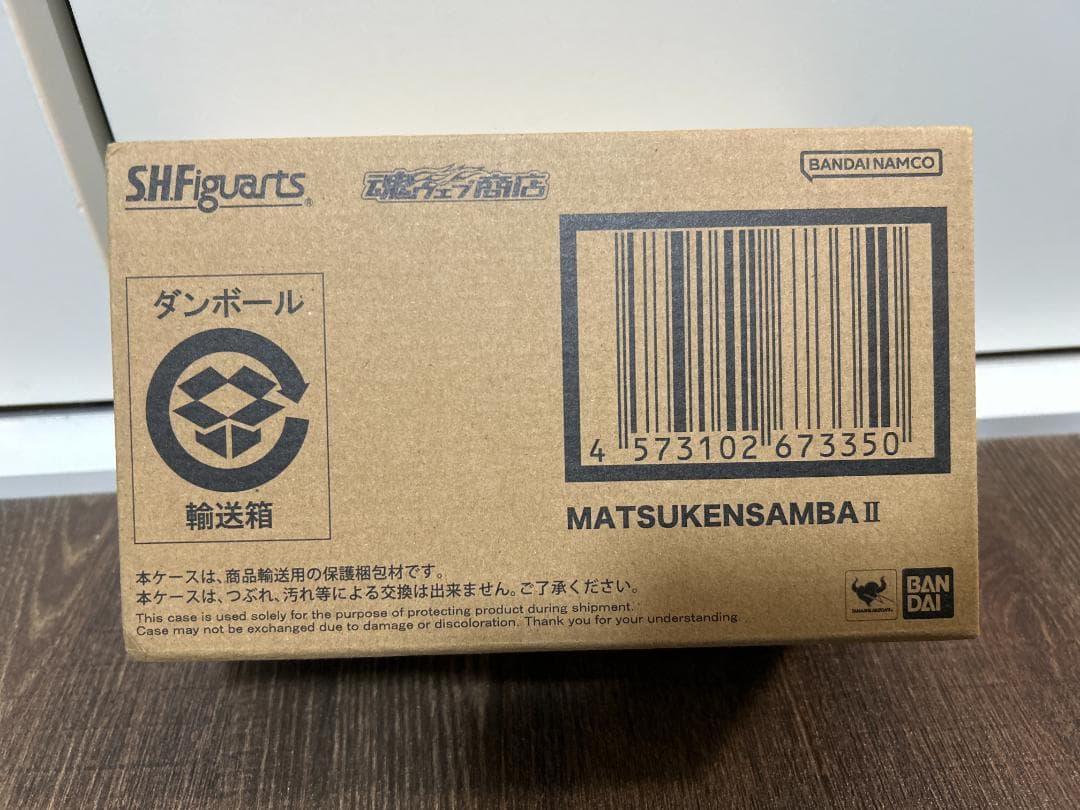 S.H.Figuarts®
魂ウェブ商店
BANDAI NAMCO
ダンボール
輸送箱
4 573102 673350
MATSUKENSAMBAⅡ
本ケースは、商品輸送用の保護梱包材です。
本ケースは、つぶれ、汚れ等による交換は出来ません。ご了承ください。
This case is used solely for the purpose of protecting product during shipment.
Case may not be exchanged due to damage or discoloration. Thank you for your understanding.
BAN
DAI